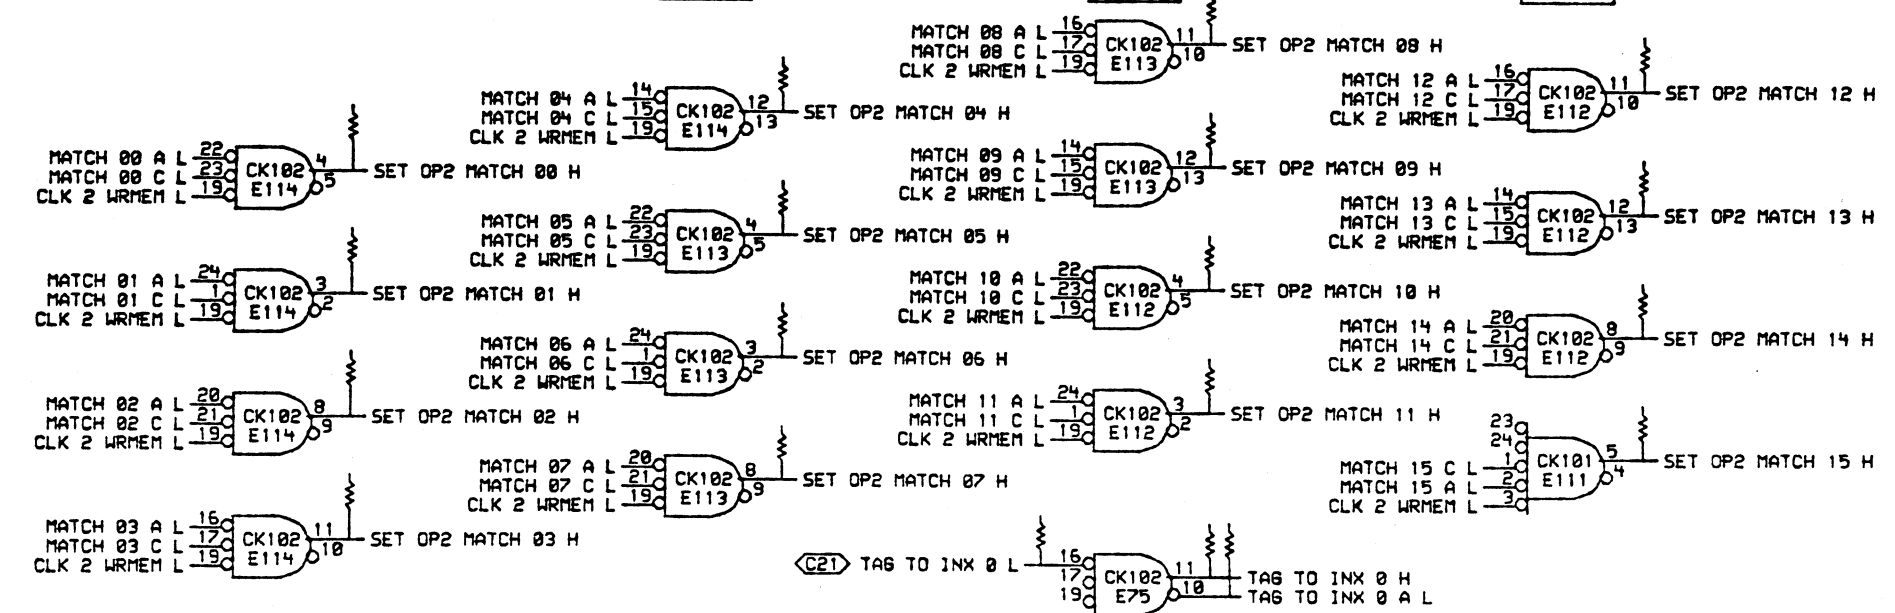 MATCH 00 A L 22
MATCH 00 C L 23
CLK 2 WRMEM L 19
CK102
E114
4
5
SET OP2 MATCH 00 H
MATCH 01 A L 24
MATCH 01 C L 1
CLK 2 WRMEM L 19
CK102
E114
3
2
SET OP2 MATCH 01 H
MATCH 02 A L 20
MATCH 02 C L 21
CLK 2 WRMEM L 19
CK102
E114
8
9
SET OP2 MATCH 02 H
MATCH 03 A L 16
MATCH 03 C L 17
CLK 2 WRMEM L 19
CK102
E114
11
10
SET OP2 MATCH 03 H
MATCH 04 A L 14
MATCH 04 C L 15
CLK 2 WRMEM L 19
CK102
E114
12
13
SET OP2 MATCH 04 H
MATCH 05 A L 22
MATCH 05 C L 23
CLK 2 WRMEM L 19
CK102
E113
4
5
SET OP2 MATCH 05 H
MATCH 06 A L 24
MATCH 06 C L 1
CLK 2 WRMEM L 19
CK102
E113
3
2
SET OP2 MATCH 06 H
MATCH 07 A L 20
MATCH 07 C L 21
CLK 2 WRMEM L 19
CK102
E113
8
9
SET OP2 MATCH 07 H
MATCH 08 A L 16
MATCH 08 C L 17
CLK 2 WRMEM L 19
CK102
E113
11
10
SET OP2 MATCH 08 H
MATCH 09 A L 14
MATCH 09 C L 15
CLK 2 WRMEM L 19
CK102
E113
12
13
SET OP2 MATCH 09 H
MATCH 10 A L 22
MATCH 10 C L 23
CLK 2 WRMEM L 19
CK102
E112
4
5
SET OP2 MATCH 10 H
MATCH 11 A L 24
MATCH 11 C L 1
CLK 2 WRMEM L 19
CK102
E112
3
2
SET OP2 MATCH 11 H
C21 TAG TO INX 0 L 16
17
19
CK102
E75
11
10
TAG TO INX 0 H
TAG TO INX 0 A L
MATCH 12 A L 16
MATCH 12 C L 17
CLK 2 WRMEM L 19
CK102
E112
11
10
SET OP2 MATCH 12 H
MATCH 13 A L 14
MATCH 13 C L 15
CLK 2 WRMEM L 19
CK102
E112
12
13
SET OP2 MATCH 13 H
MATCH 14 A L 20
MATCH 14 C L 21
CLK 2 WRMEM L 19
CK102
E112
8
9
SET OP2 MATCH 14 H
23
24
MATCH 15 C L 1
MATCH 15 A L 2
CLK 2 WRMEM L 3
CK101
E111
5
4
SET OP2 MATCH 15 H